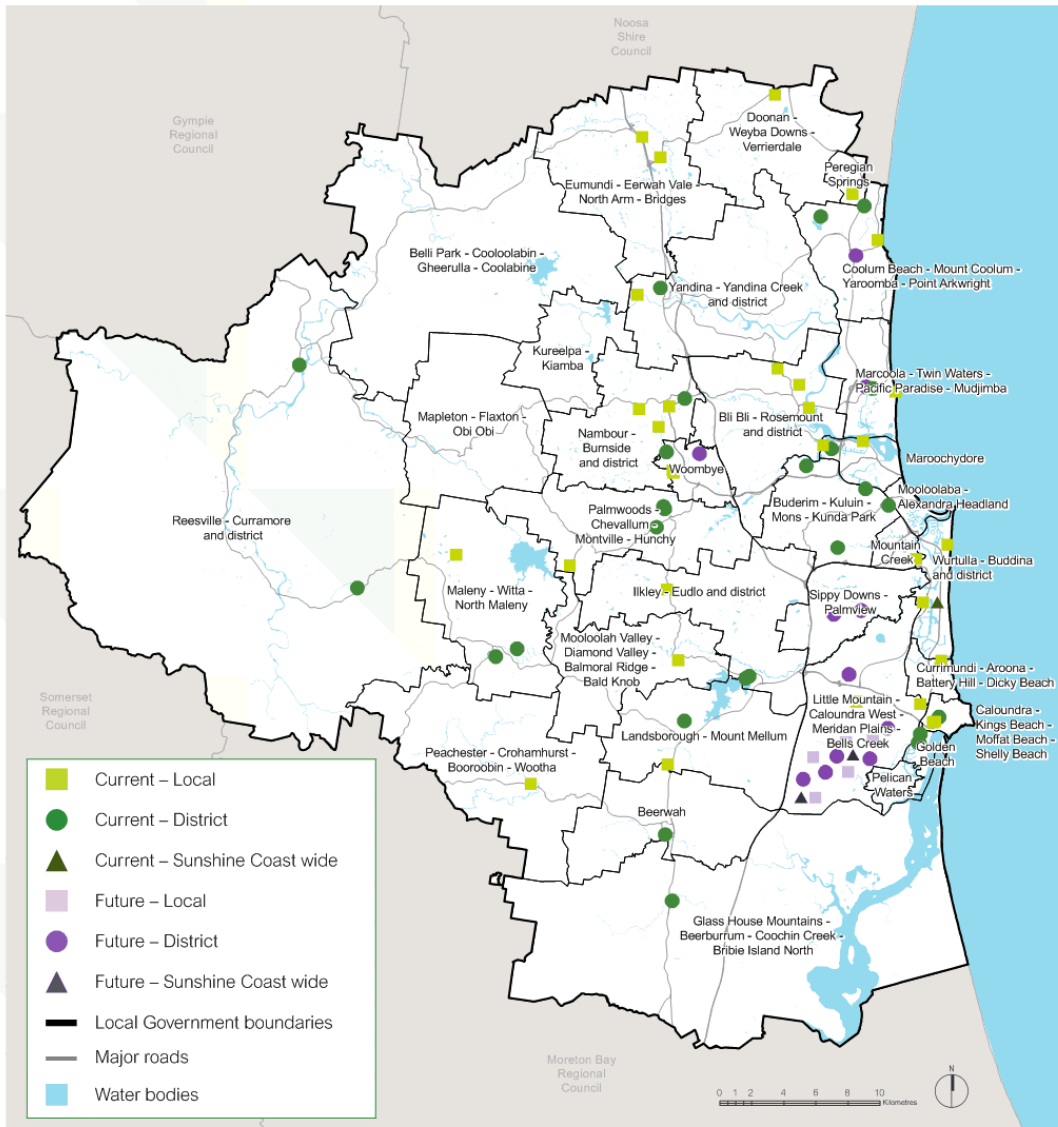 Noosa
Shire
Council
Gympie
Regional
Council
Doonan -
Weyba Downs -
Verrierdale
Peregian
Springs
Eumundi - Eerwah Vale -
North Arm - Bridges
Belli Park - Cooloolabin -
Gheerulla - Coolabine
Coolum Beach - Mount Coolum -
Yaroomba - Point Arkwright
Yandina - Yandina Creek
and district
Kureelpa -
Kiamba
Marcoola - Twin Waters -
Pacific Paradise - Mudjimba
Mapleton - Flaxton -
Obi Obi
Bli Bli - Rosemount
and district
Nambour -
Burnside
and district
Woombye
Maroochydore
Mooloolaba -
Alexandra Headland
Buderim - Kuluin -
Mons - Kunda Park
Reesville - Curramore
and district
Palmwoods -
Chevallum -
Montville - Hunchy
Mountain
Creek
Wurtulla - Buddina
and district
Maleny - Witta -
North Maleny
Ilkley - Eudlo and district
Sippy Downs -
Palmview
Mooloolah Valley -
Diamond Valley -
Balmoral Ridge -
Bald Knob
Currimundi - Aroona -
Battery Hill - Dicky Beach
Somerset
Regional
Council
Little Mountain -
Caloundra West -
Meridan Plains -
Bells Creek
Caloundra -
Kings Beach -
Moffat Beach -
Shelly Beach
Landsborough - Mount Mellum
Golden
Beach
Peachester - Crohamhurst -
Booroobin - Wootha
Pelican
Waters
Beerwah
Glass House Mountains -
Beerburrum - Coochin Creek -
Bribie Island North
Current – Local
Current – District
Current – Sunshine Coast wide
Future – Local
Future – District
Future – Sunshine Coast wide
Local Government boundaries
Major roads
Water bodies
Moreton Bay
Regional
Council
N
0 1 2 4 6 8 10
Kilometres